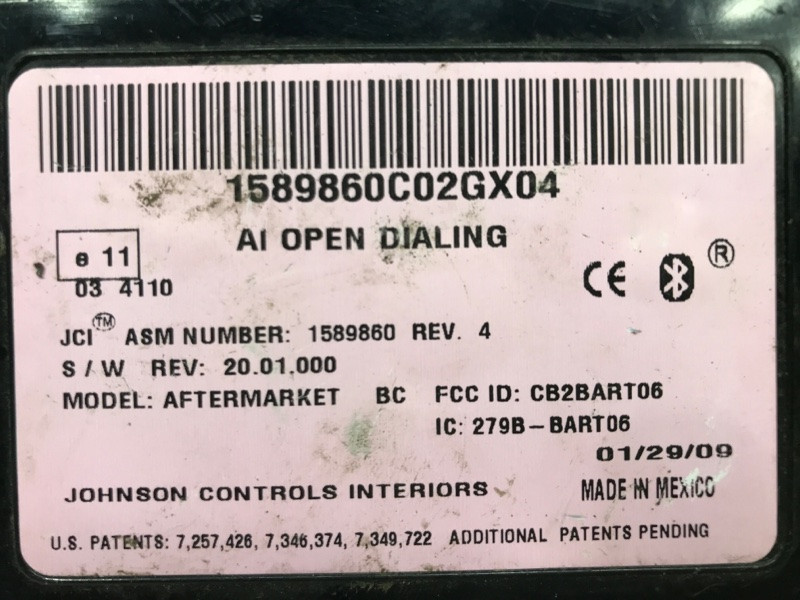 1589860C02GX04
AI OPEN DIALING
e 11
03 4110
CE ®
JCI™ ASM NUMBER: 1589860 REV. 4
S / W REV: 20.01.000
MODEL: AFTERMARKET BC FCC ID: CB2BART06
IC: 279B-BART06
01/29/09
JOHNSON CONTROLS INTERIORS MADE IN MEXICO
U.S. PATENTS: 7,257,426, 7,346,374, 7,349,722 ADDITIONAL PATENTS PENDING